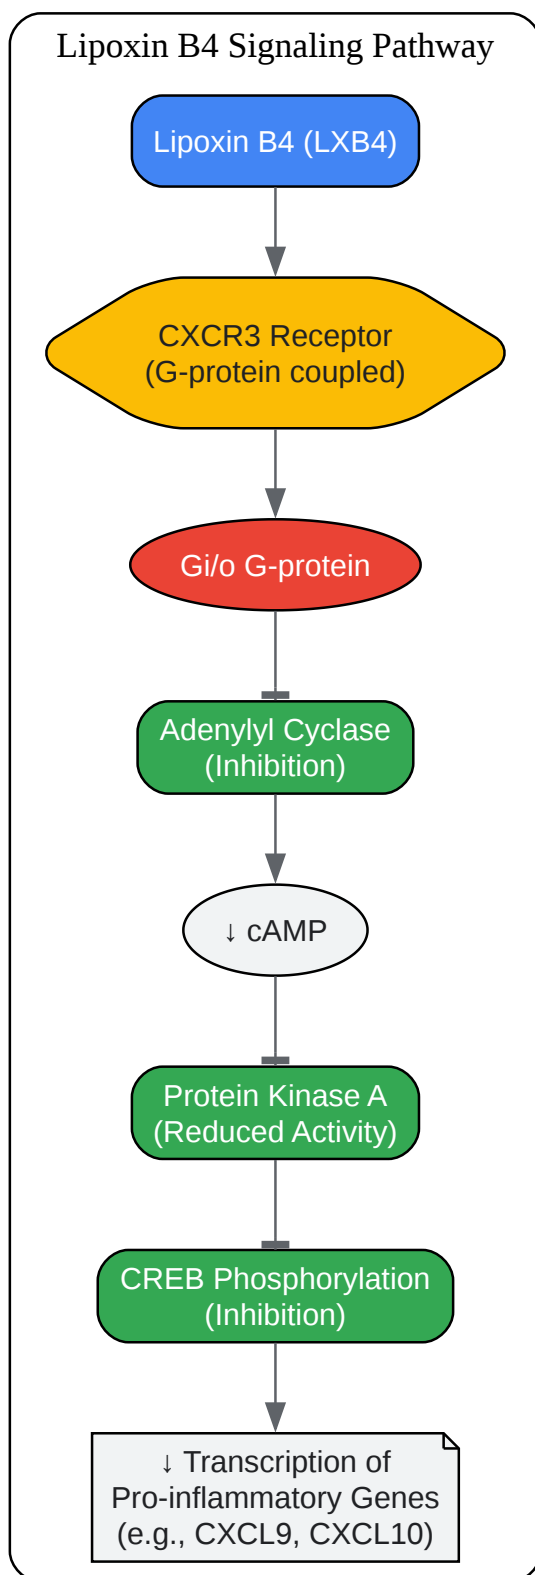 Lipoxin B4 Signaling Pathway
Lipoxin B4 (LXB4)
CXCR3 Receptor
(G-protein coupled)
Gi/o G-protein
Adenylyl Cyclase
(Inhibition)
↓ cAMP
Protein Kinase A
(Reduced Activity)
CREB Phosphorylation
(Inhibition)
↓ Transcription of
Pro-inflammatory Genes
(e.g., CXCL9, CXCL10)